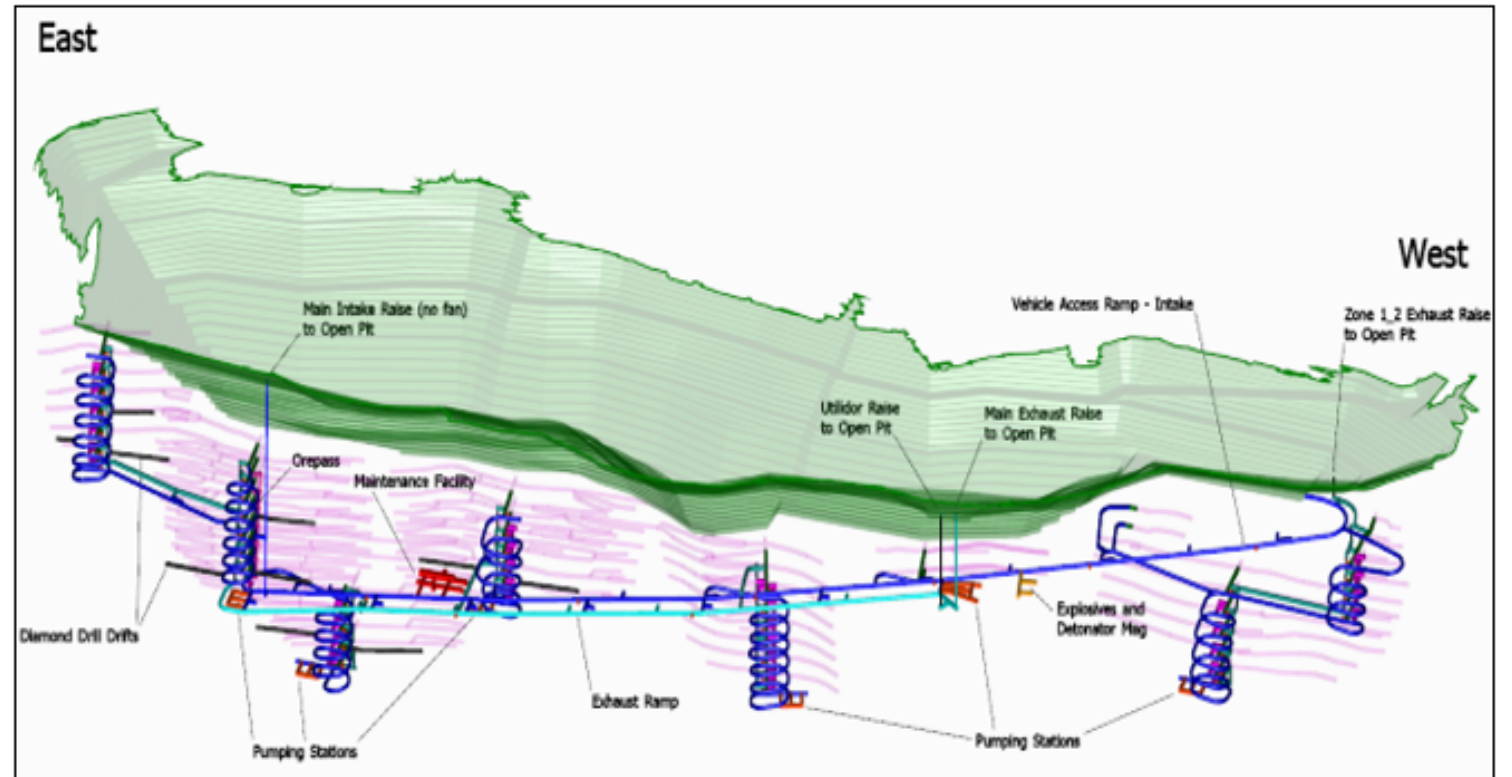 East
West
Main Intake Raise (no fan)
to Open Pit
Vehicle Access Ramp - Intake
Zone 1_2 Exhaust Raise
to Open Pit
Utilidor Raise
to Open Pit
Main Exhaust Raise
to Open Pit
Orepass
Maintenance Facility
Diamond Drill Drifts
Explosives and
Detonator Mag
Exhaust Ramp
Pumping Stations
Pumping Stations